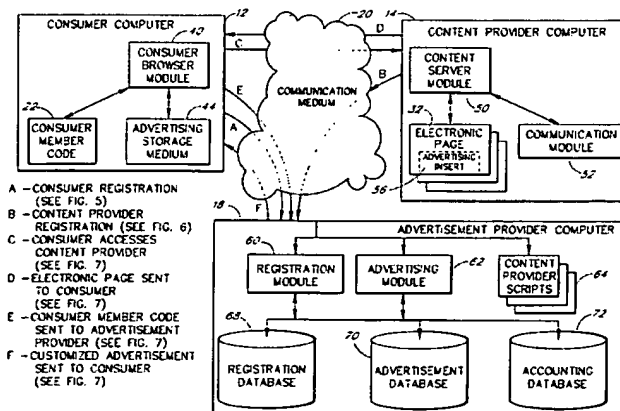 CONSUMER COMPUTER
12
20
14
CONTENT PROVIDER COMPUTER
40
CONSUMER
BROWSER
MODULE
D
C
B
E
A
F
COMMUNICATION
MEDIUM
CONTENT
SERVER
MODULE
50
22
44
32
CONSUMER
MEMBER
CODE
ADVERTISING
STORAGE
MEDIUM
ELECTRONIC
PAGE
ADVERTISING
INSERT
56
COMMUNICATION
MODULE
52
A - CONSUMER REGISTRATION
(SEE FIG. 5)
B - CONTENT PROVIDER
REGISTRATION (SEE FIG. 6)
C - CONSUMER ACCESSES
CONTENT PROVIDER
(SEE FIG. 7)
D - ELECTRONIC PAGE SENT
TO CONSUMER
(SEE FIG. 7)
E - CONSUMER MEMBER CODE
SENT TO ADVERTISEMENT
PROVIDER (SEE FIG. 7)
F - CUSTOMIZED ADVERTISEMENT
SENT TO CONSUMER
(SEE FIG. 7)
18
ADVERTISEMENT PROVIDER COMPUTER
60
REGISTRATION
MODULE
ADVERTISING
MODULE
62
CONTENT
PROVIDER
SCRIPTS
64
68
REGISTRATION
DATABASE
70
ADVERTISEMENT
DATABASE
72
ACCOUNTING
DATABASE